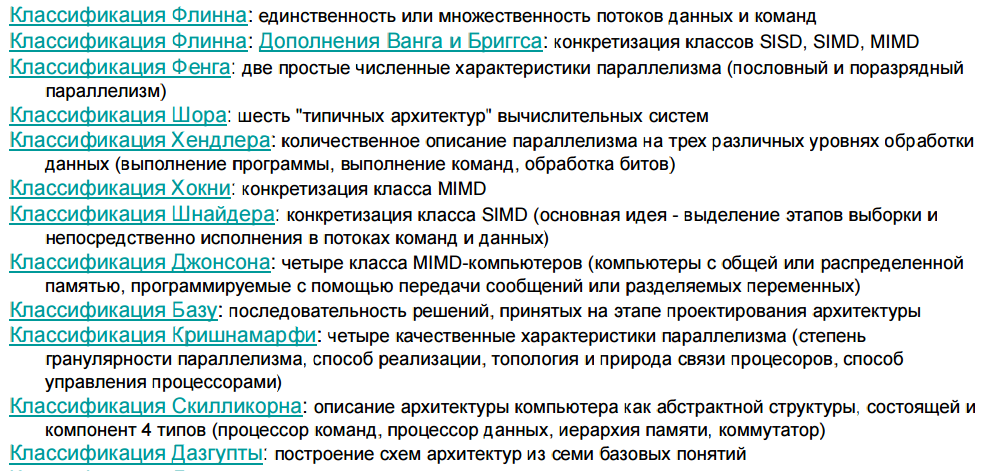 Классификация Флинна: единственность или множественность потоков данных и команд
Классификация Флинна: Дополнения Ванга и Бриггса: конкретизация классов SISD, SIMD, MIMD
Классификация Фенга: две простые численные характеристики параллелизма (пословный и поразрядный
параллелизм)
Классификация Шора: шесть "типичных архитектур" вычислительных систем
Классификация Хендлера: количественное описание параллелизма на трех различных уровнях обработки
данных (выполнение программы, выполнение команд, обработка битов)
Классификация Хокни: конкретизация класса MIMD
Классификация Шнайдера: конкретизация класса SIMD (основная идея - выделение этапов выборки и
непосредственно исполнения в потоках команд и данных)
Классификация Джонсона: четыре класса MIMD-компьютеров (компьютеры с общей или распределенной
памятью, программируемые с помощью передачи сообщений или разделяемых переменных)
Классификация Базу: последовательность решений, принятых на этапе проектирования архитектуры
Классификация Кришнамарфи: четыре качественные характеристики параллелизма (степень
гранулярности параллелизма, способ реализации, топология и природа связи процесоров, способ
управления процессорами)
Классификация Скилликорна: описание архитектуры компьютера как абстрактной структуры, состоящей и
компонент 4 типов (процессор команд, процессор данных, иерархия памяти, коммутатор)
Классификация Дазгупты: построение схем архитектур из семи базовых понятий